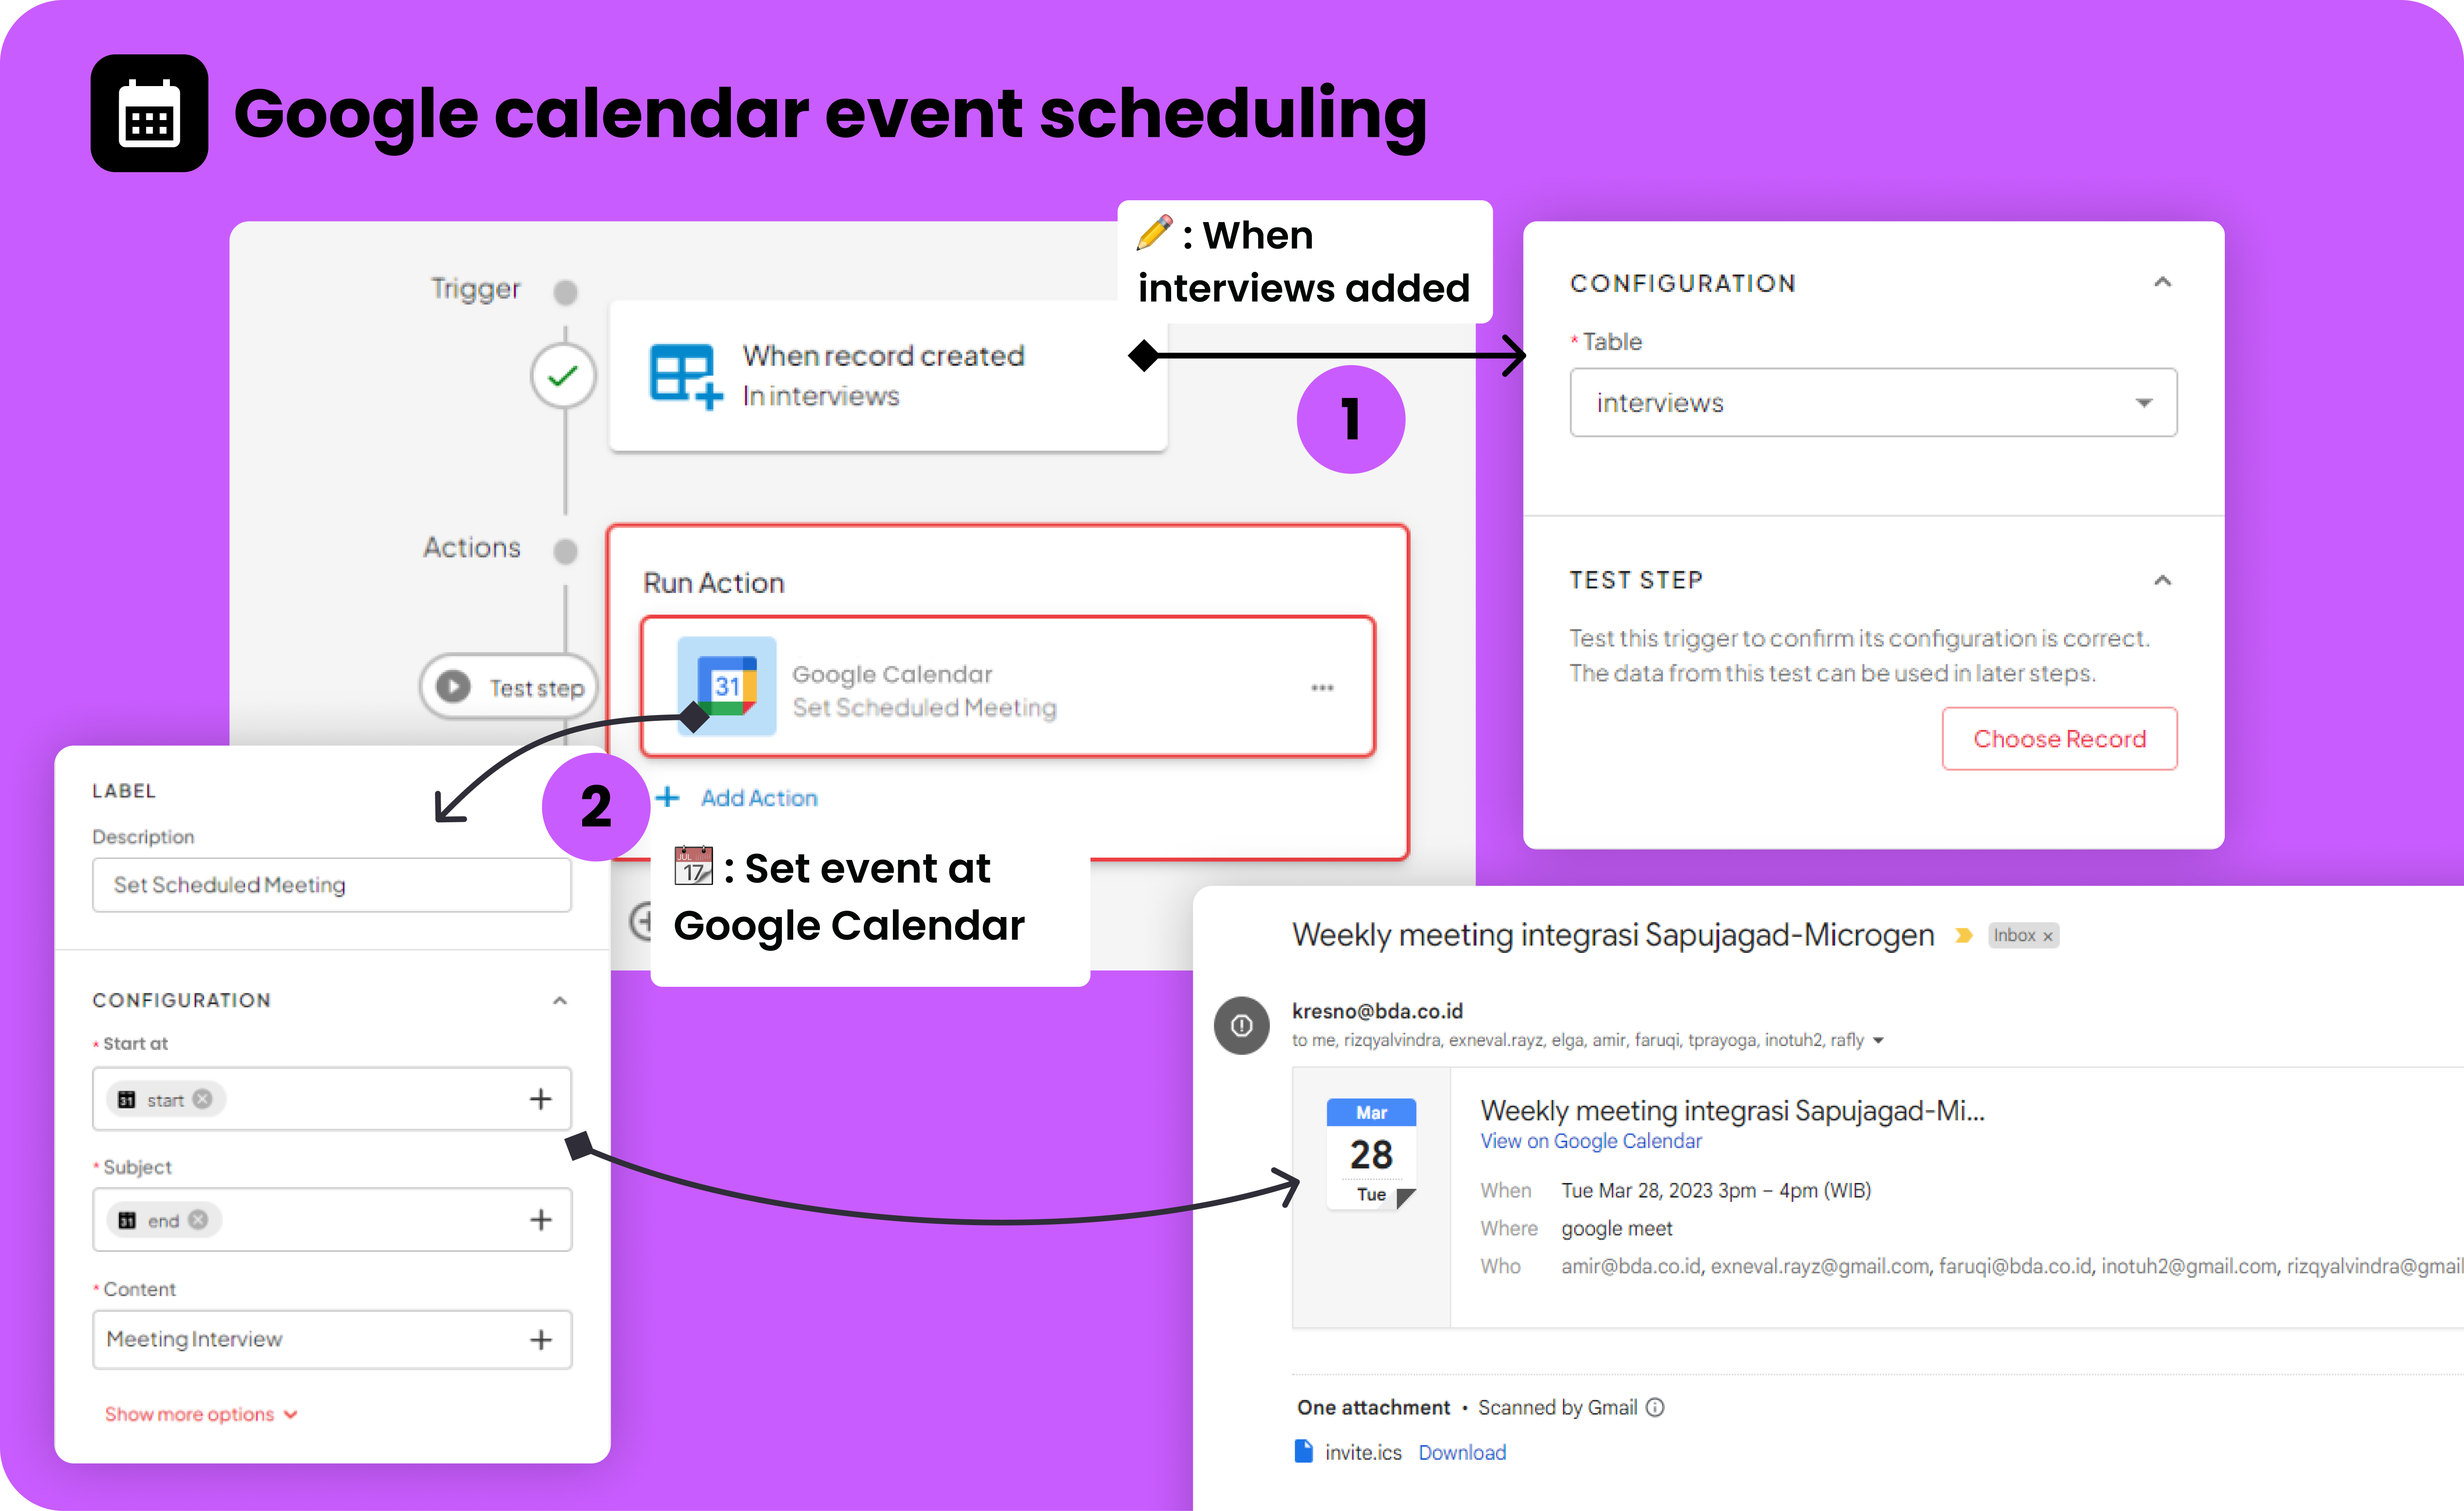 Google calendar event scheduling
: When
interviews added
Trigger
When record created
In interviews
1
CONFIGURATION
* Table
interviews
TEST STEP
Test this trigger to confirm its configuration is correct.
The data from this test can be used in later steps.
Choose Record
Actions
Run Action
31
Google Calendar
Set Scheduled Meeting
Test step
Add Action
2
JUL
17
: Set event at
Google Calendar
LABEL
Description
Set Scheduled Meeting
CONFIGURATION
* Start at
31 start
* Subject
31 end
* Content
Meeting Interview
Show more options
Weekly meeting integrasi Sapujagad-Microgen
Inbox ×
kresno@bda.co.id
to me, rizqyalvindra, exneval.rayz, elga, amir, faruqi, tprayoga, inotuh2, rafly
Mar
28
Tue
Weekly meeting integrasi Sapujagad-Mi...
View on Google Calendar
When Tue Mar 28, 2023 3pm – 4pm (WIB)
Where google meet
Who amir@bda.co.id, exneval.rayz@gmail.com, faruqi@bda.co.id, inotuh2@gmail.com, rizqyalvindra@gmail
One attachment • Scanned by Gmail
invite.ics Download